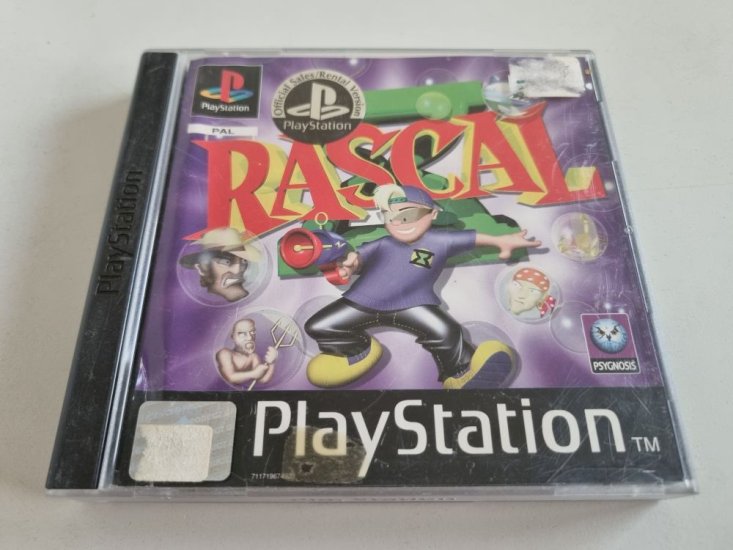 PlayStation
PlayStation
Official Sales/Rental Version
PlayStation
PAL
RASCAL
PSYGNOSIS
PlayStation™